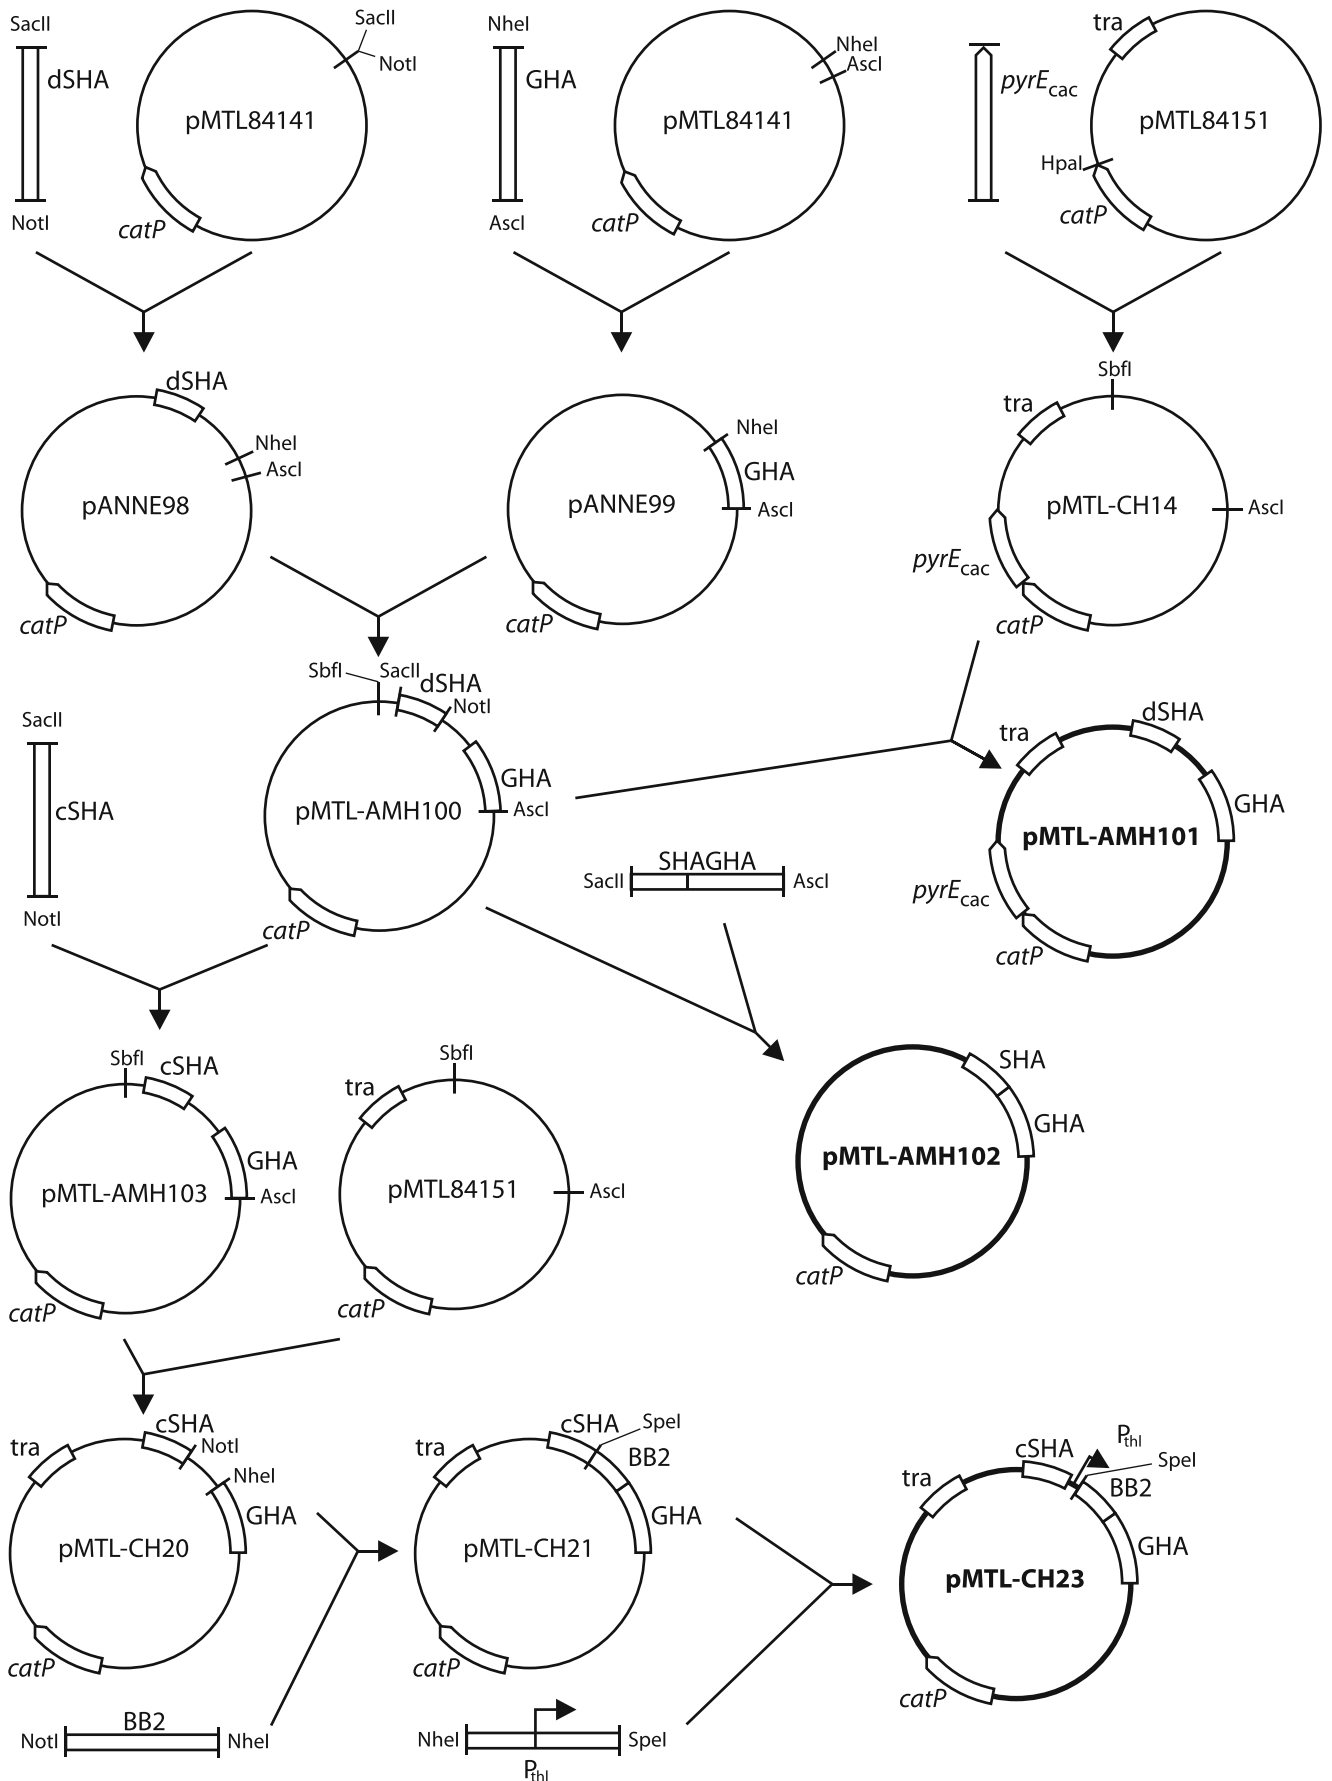 SacII
dSHA
NotI
pMTL84141
SacII
NotI
catP
NheI
GHA
AscI
pMTL84141
NheI
AscI
catP
pyrEcac
tra
pMTL84151
HpaI
catP
dSHA
NheI
AscI
pANNE98
catP
NheI
GHA
AscI
pANNE99
catP
SbfI
tra
pMTL-CH14
AscI
pyrEcac
catP
SacII
cSHA
NotI
SbfI
SacII
dSHA
NotI
GHA
AscI
pMTL-AMH100
catP
SHAGHA
SacII
AscI
tra
dSHA
GHA
pMTL-AMH101
pyrEcac
catP
SbfI
cSHA
GHA
AscI
pMTL-AMH103
catP
SbfI
tra
pMTL84151
AscI
catP
SHA
GHA
pMTL-AMH102
catP
tra
cSHA
NotI
NheI
GHA
pMTL-CH20
catP
BB2
NotI
NheI
tra
cSHA
SpeI
BB2
GHA
pMTL-CH21
catP
NheI
SpeI
Pthl
tra
cSHA
Pthl
SpeI
BB2
GHA
pMTL-CH23
catP